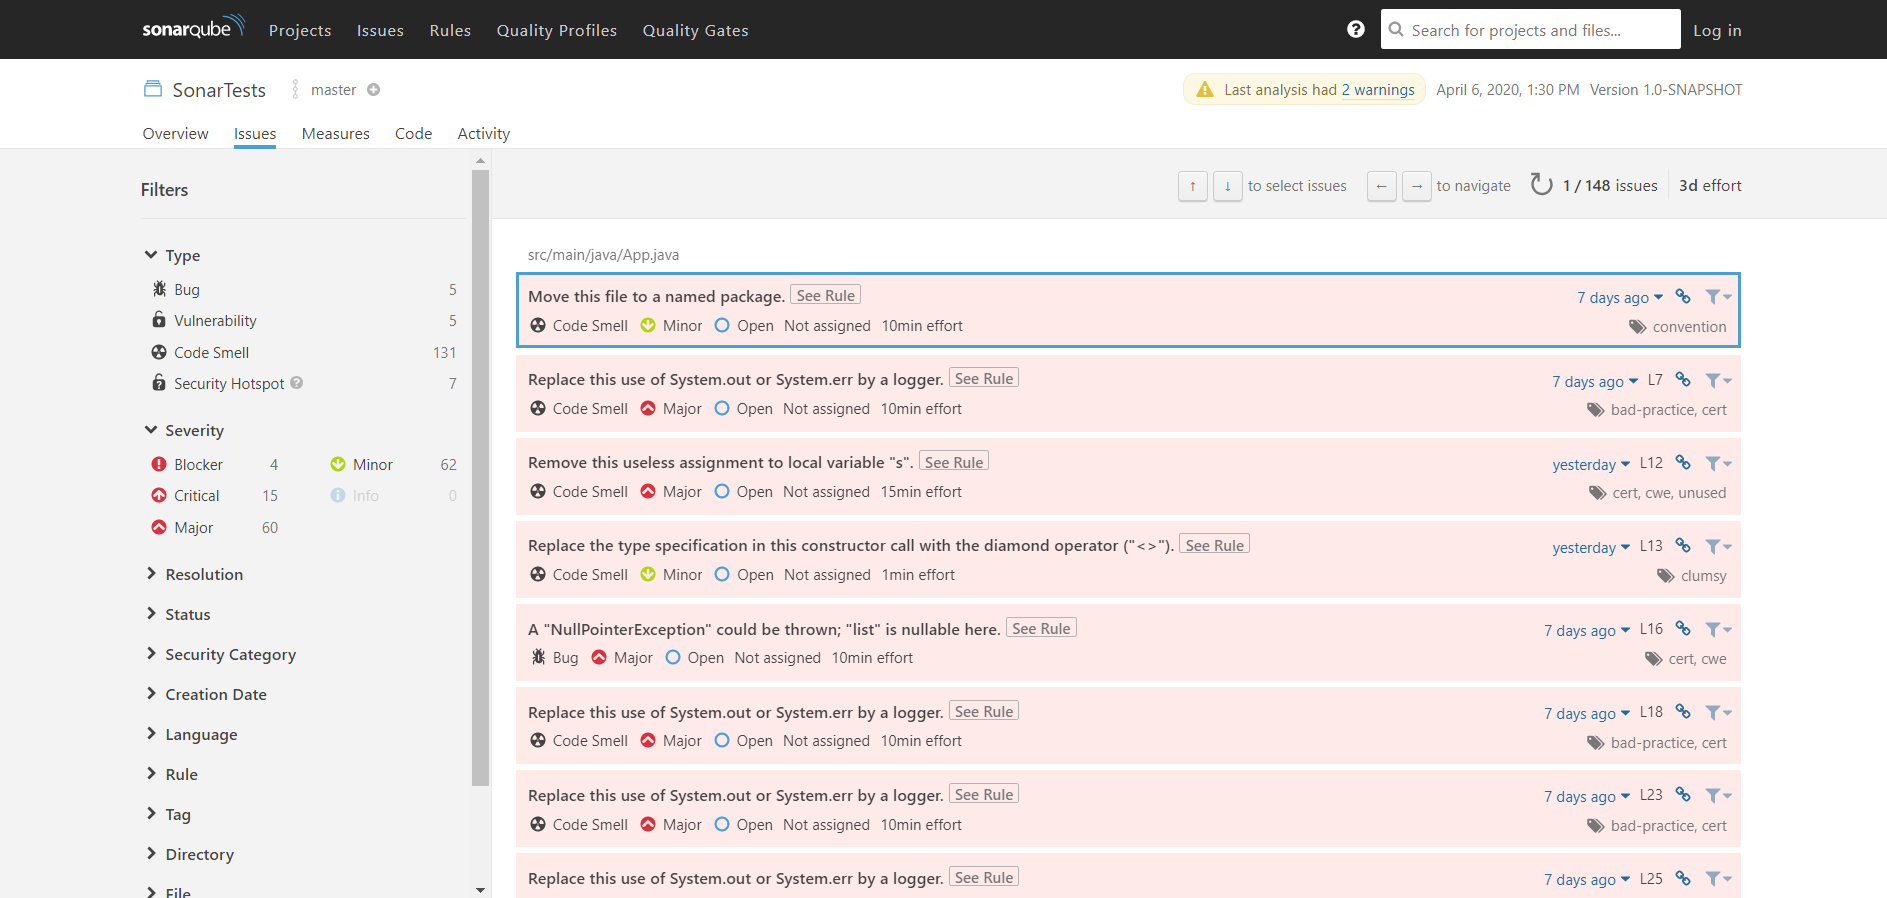 sonarqube Projects Issues Rules Quality Profiles Quality Gates ? Search for projects and files... Log in
SonarTests master Last analysis had 2 warnings April 6, 2020, 1:30 PM Version 1.0-SNAPSHOT
Overview Issues Measures Code Activity
Filters
Type
Bug 5
Vulnerability 5
Code Smell 131
Security Hotspot ? 7
Severity
Blocker 4 Minor 62
Critical 15 Info 0
Major 60
Resolution
Status
Security Category
Creation Date
Language
Rule
Tag
Directory
File
↑ ↓ to select issues ← → to navigate 1 / 148 issues 3d effort
src/main/java/App.java
Move this file to a named package. See Rule 7 days ago
Code Smell Minor Open Not assigned 10min effort convention
Replace this use of System.out or System.err by a logger. See Rule 7 days ago L7
Code Smell Major Open Not assigned 10min effort bad-practice, cert
Remove this useless assignment to local variable "s". See Rule yesterday L12
Code Smell Major Open Not assigned 15min effort cert, cwe, unused
Replace the type specification in this constructor call with the diamond operator ("<>"). See Rule yesterday L13
Code Smell Minor Open Not assigned 1min effort clumsy
A "NullPointerException" could be thrown; "list" is nullable here. See Rule 7 days ago L16
Bug Major Open Not assigned 10min effort cert, cwe
Replace this use of System.out or System.err by a logger. See Rule 7 days ago L18
Code Smell Major Open Not assigned 10min effort bad-practice, cert
Replace this use of System.out or System.err by a logger. See Rule 7 days ago L23
Code Smell Major Open Not assigned 10min effort bad-practice, cert
Replace this use of System.out or System.err by a logger. See Rule 7 days ago L25